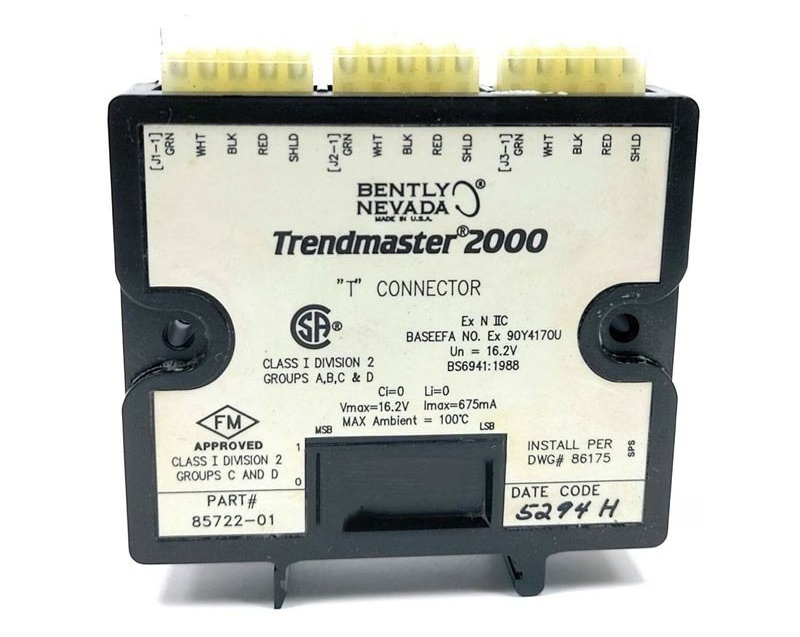 [J1-1] GRN WHT BLK RED SHLD [J2-1] GRN WHT BLK RED SHLD [J3-1] GRN WHT BLK RED SHLD
BENTLY
NEVADA ®
MADE IN U.S.A.
Trendmaster®2000
"T" CONNECTOR
SA®
CLASS I DIVISION 2
GROUPS A,B,C & D
Ex N IIC
BASEEFA NO. Ex 90Y4170U
Un = 16.2V
BS6941:1988
Ci=0 Li=0
Vmax=16.2V Imax=675mA
MAX Ambient = 100°C
MSB LSB
FM
APPROVED
CLASS I DIVISION 2
GROUPS C AND D
1
0
PART#
85722-01
INSTALL PER
DWG# 86175
SPS
DATE CODE
5294 H